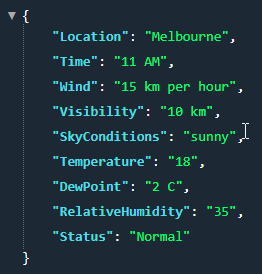 {
"Location": "Melbourne",
"Time": "11 AM",
"Wind": "15 km per hour",
"Visibility": "10 km",
"SkyConditions": "sunny",
"Temperature": "18",
"DewPoint": "2 C",
"RelativeHumidity": "35",
"Status": "Normal"
}